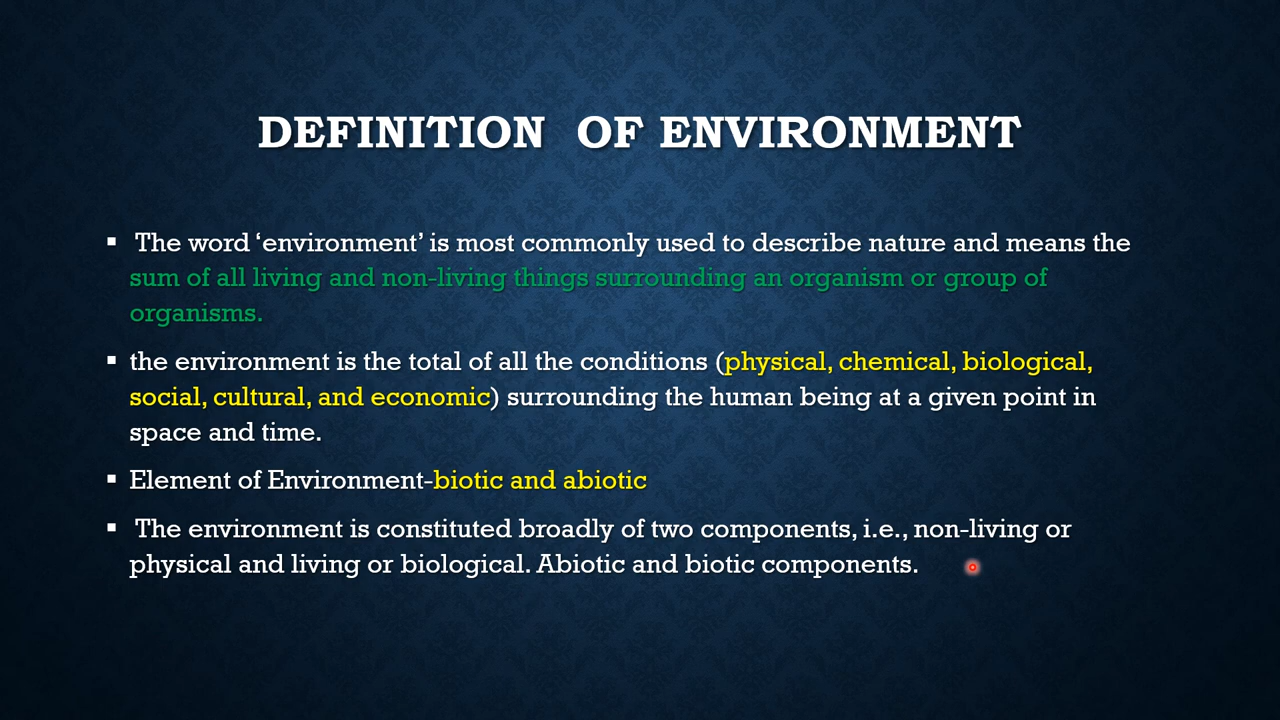 DEFINITION OF ENVIRONMENT
▪ The word ‘environment’ is most commonly used to describe nature and means the
sum of all living and non-living things surrounding an organism or group of
organisms.
▪ the environment is the total of all the conditions (physical, chemical, biological,
social, cultural, and economic) surrounding the human being at a given point in
space and time.
▪ Element of Environment-biotic and abiotic
▪ The environment is constituted broadly of two components, i.e., non-living or
physical and living or biological. Abiotic and biotic components.